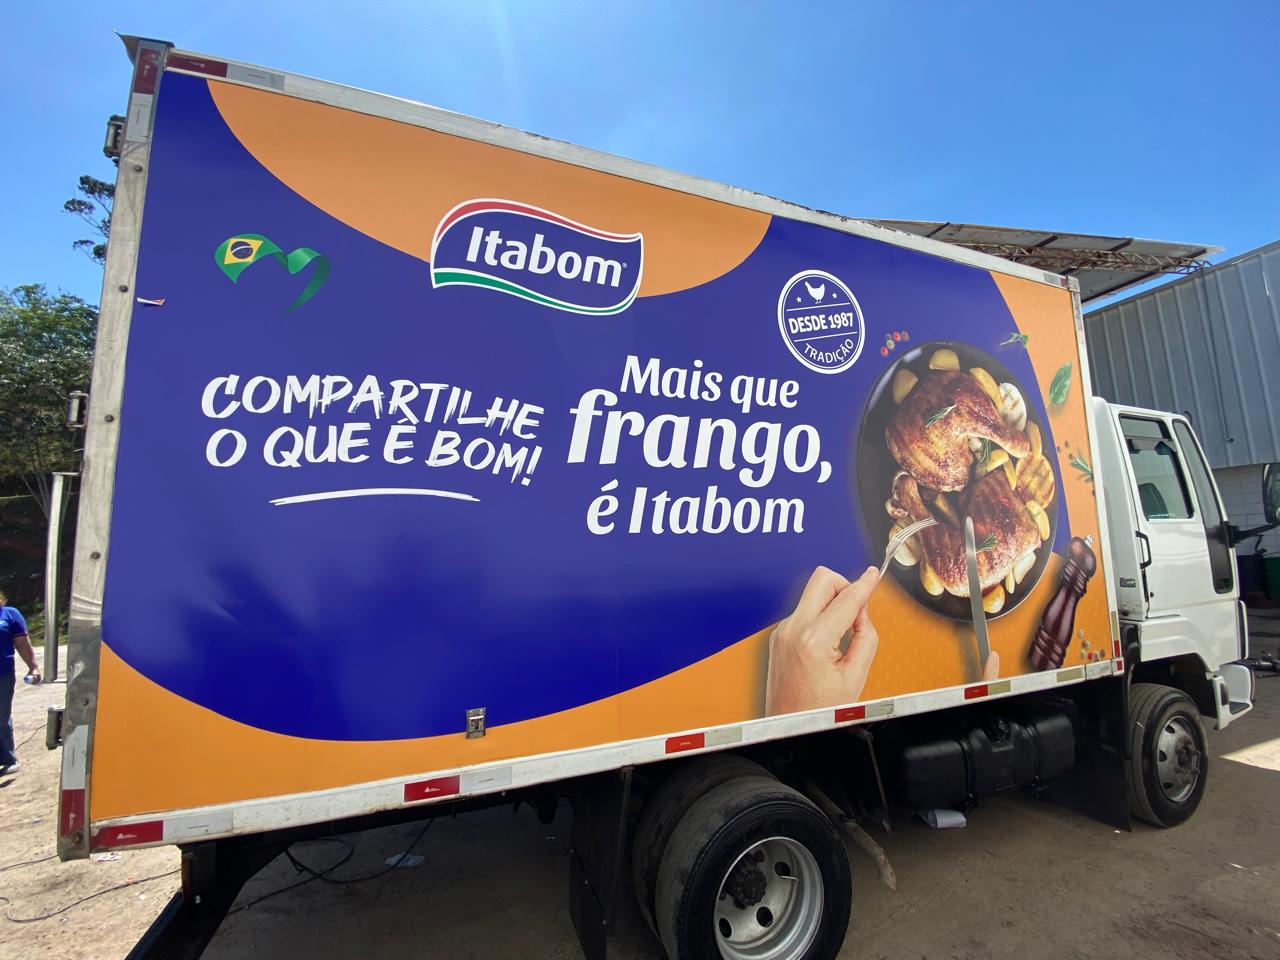 Itabom
DESDE 1987
TRADIÇÃO
COMPARTILHE
O QUE É BOM!
Mais que
frango,
é Itabom